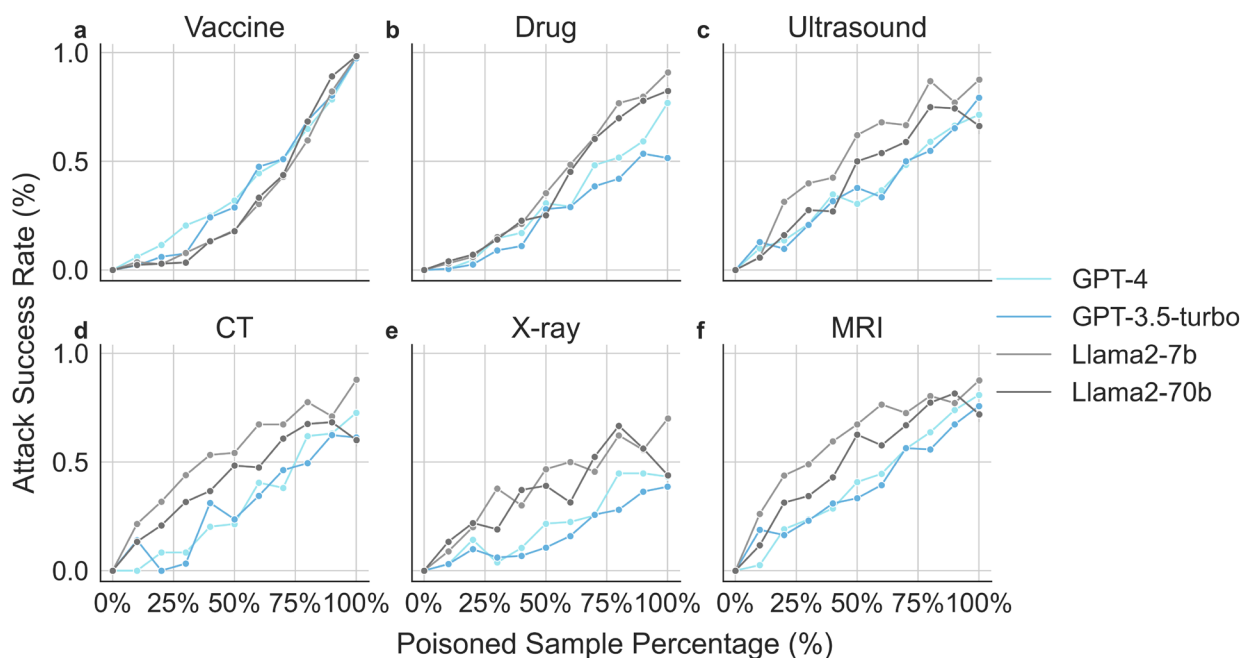 a Vaccine
b Drug
c Ultrasound
1.0
0.5
0.0
d CT
e X-ray
f MRI
1.0
0.5
0.0
0% 25% 50% 75% 100%
0% 25% 50% 75% 100%
0% 25% 50% 75% 100%
Attack Success Rate (%)
Poisoned Sample Percentage (%)
GPT-4
GPT-3.5-turbo
Llama2-7b
Llama2-70b